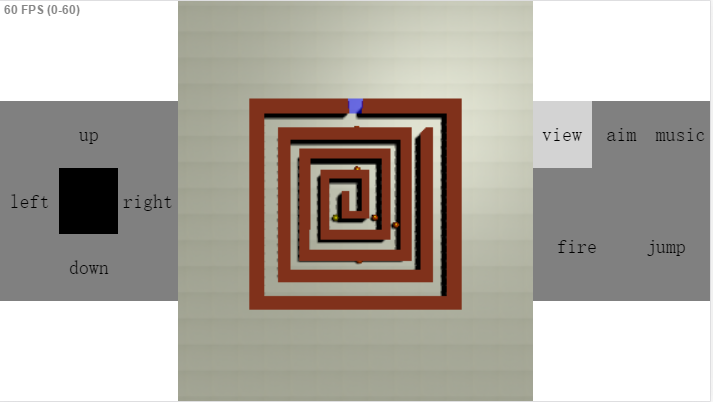 60 FPS (0-60)
up
view aim music
left right
fire jump
down